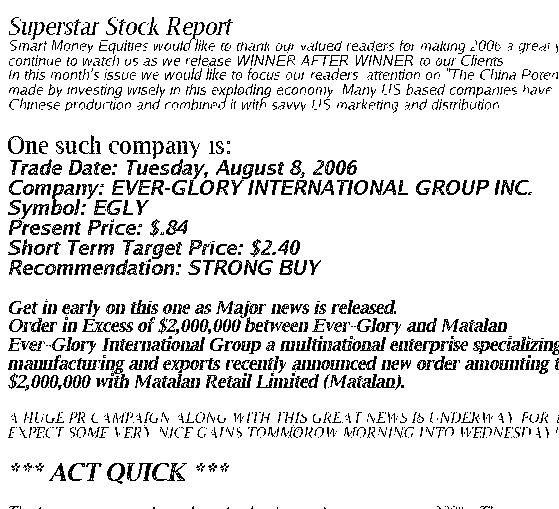 Superstar Stock Report
Smart Money Equities would like to thank our valued readers for making 2006 a great
continue to watch us as we release WINNER AFTER WINNER to our Clients
In this month's issue we would like to focus our readers attention on "The China Poten
made by investing wisely in this exploding economy. Many US based companies have
Chinese production and combined it with savvy US marketing and distribution
One such company is:
Trade Date: Tuesday, August 8, 2006
Company: EVER-GLORY INTERNATIONAL GROUP INC.
Symbol: EGLY
Present Price: $.84
Short Term Target Price: $2.40
Recommendation: STRONG BUY
Get in early on this one as Major news is released.
Order in Excess of $2,000,000 between Ever-Glory and Matalan
Ever-Glory International Group a multinational enterprise specializing
manufacturing and exports recently announced new order amounting t
$2,000,000 with Matalan Retail Limited (Matalan).
A HUGE PR CAMPAIGN ALONG WITH THIS GREAT NEWS IS UNDERWAY FOR
EXPECT SOME VERY NICE GAINS TOMMOROW MORNING INTO WEDNESDAY
*** ACT QUICK ***